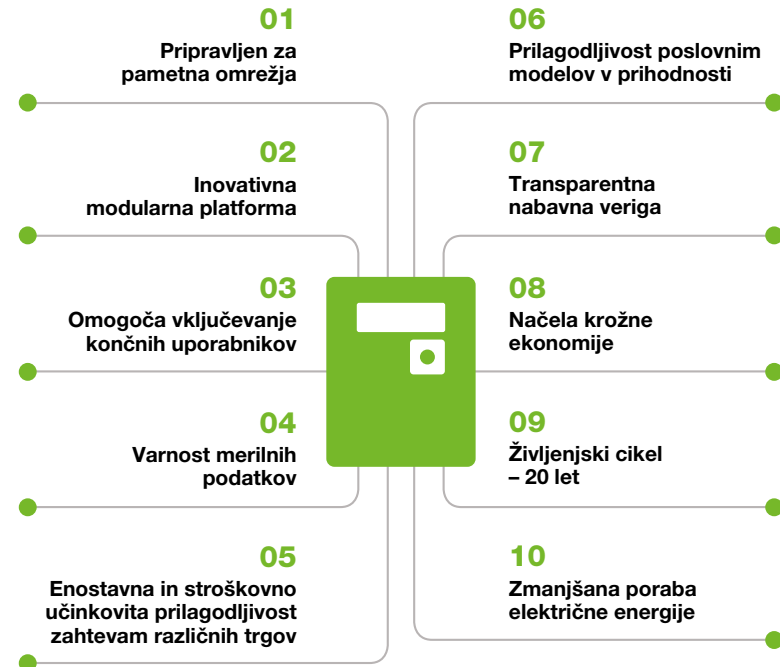 01
Pripravljen za
pametna omrežja
02
Inovativna
modularna platforma
03
Omogoča vključevanje
končnih uporabnikov
04
Varnost merilnih
podatkov
05
Enostavna in stroškovno
učinkovita prilagodljivost
zahtevam različnih trgov
06
Prilagodljivost poslovnim
modelov v prihodnosti
07
Transparentna
nabavna veriga
08
Načela krožne
ekonomije
09
Življenjski cikel
– 20 let
10
Zmanjšana poraba
električne energije